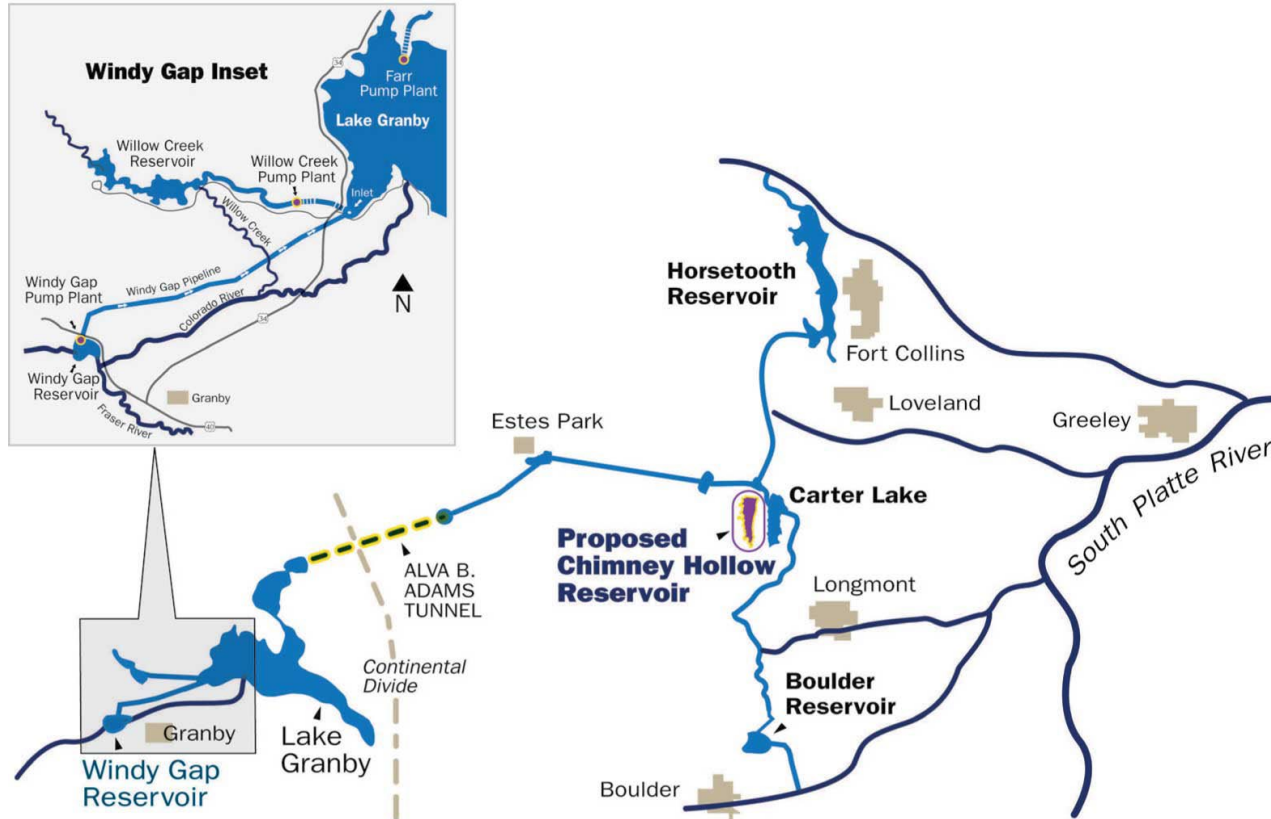 Windy Gap Inset
34
Farr
Pump Plant
Lake Granby
Willow Creek
Reservoir
Willow Creek
Pump Plant
Inlet
Willow Creek
Windy Gap
Pump Plant
Windy Gap Pipeline
Colorado River
N
34
Windy Gap
Reservoir
Granby
Fraser River
40
Horsetooth
Reservoir
Fort Collins
Loveland
Greeley
Estes Park
South Platte River
Carter Lake
Proposed
Chimney Hollow
Reservoir
ALVA B.
ADAMS
TUNNEL
Longmont
Continental
Divide
Boulder
Reservoir
Granby
Lake
Granby
Windy Gap
Reservoir
Boulder